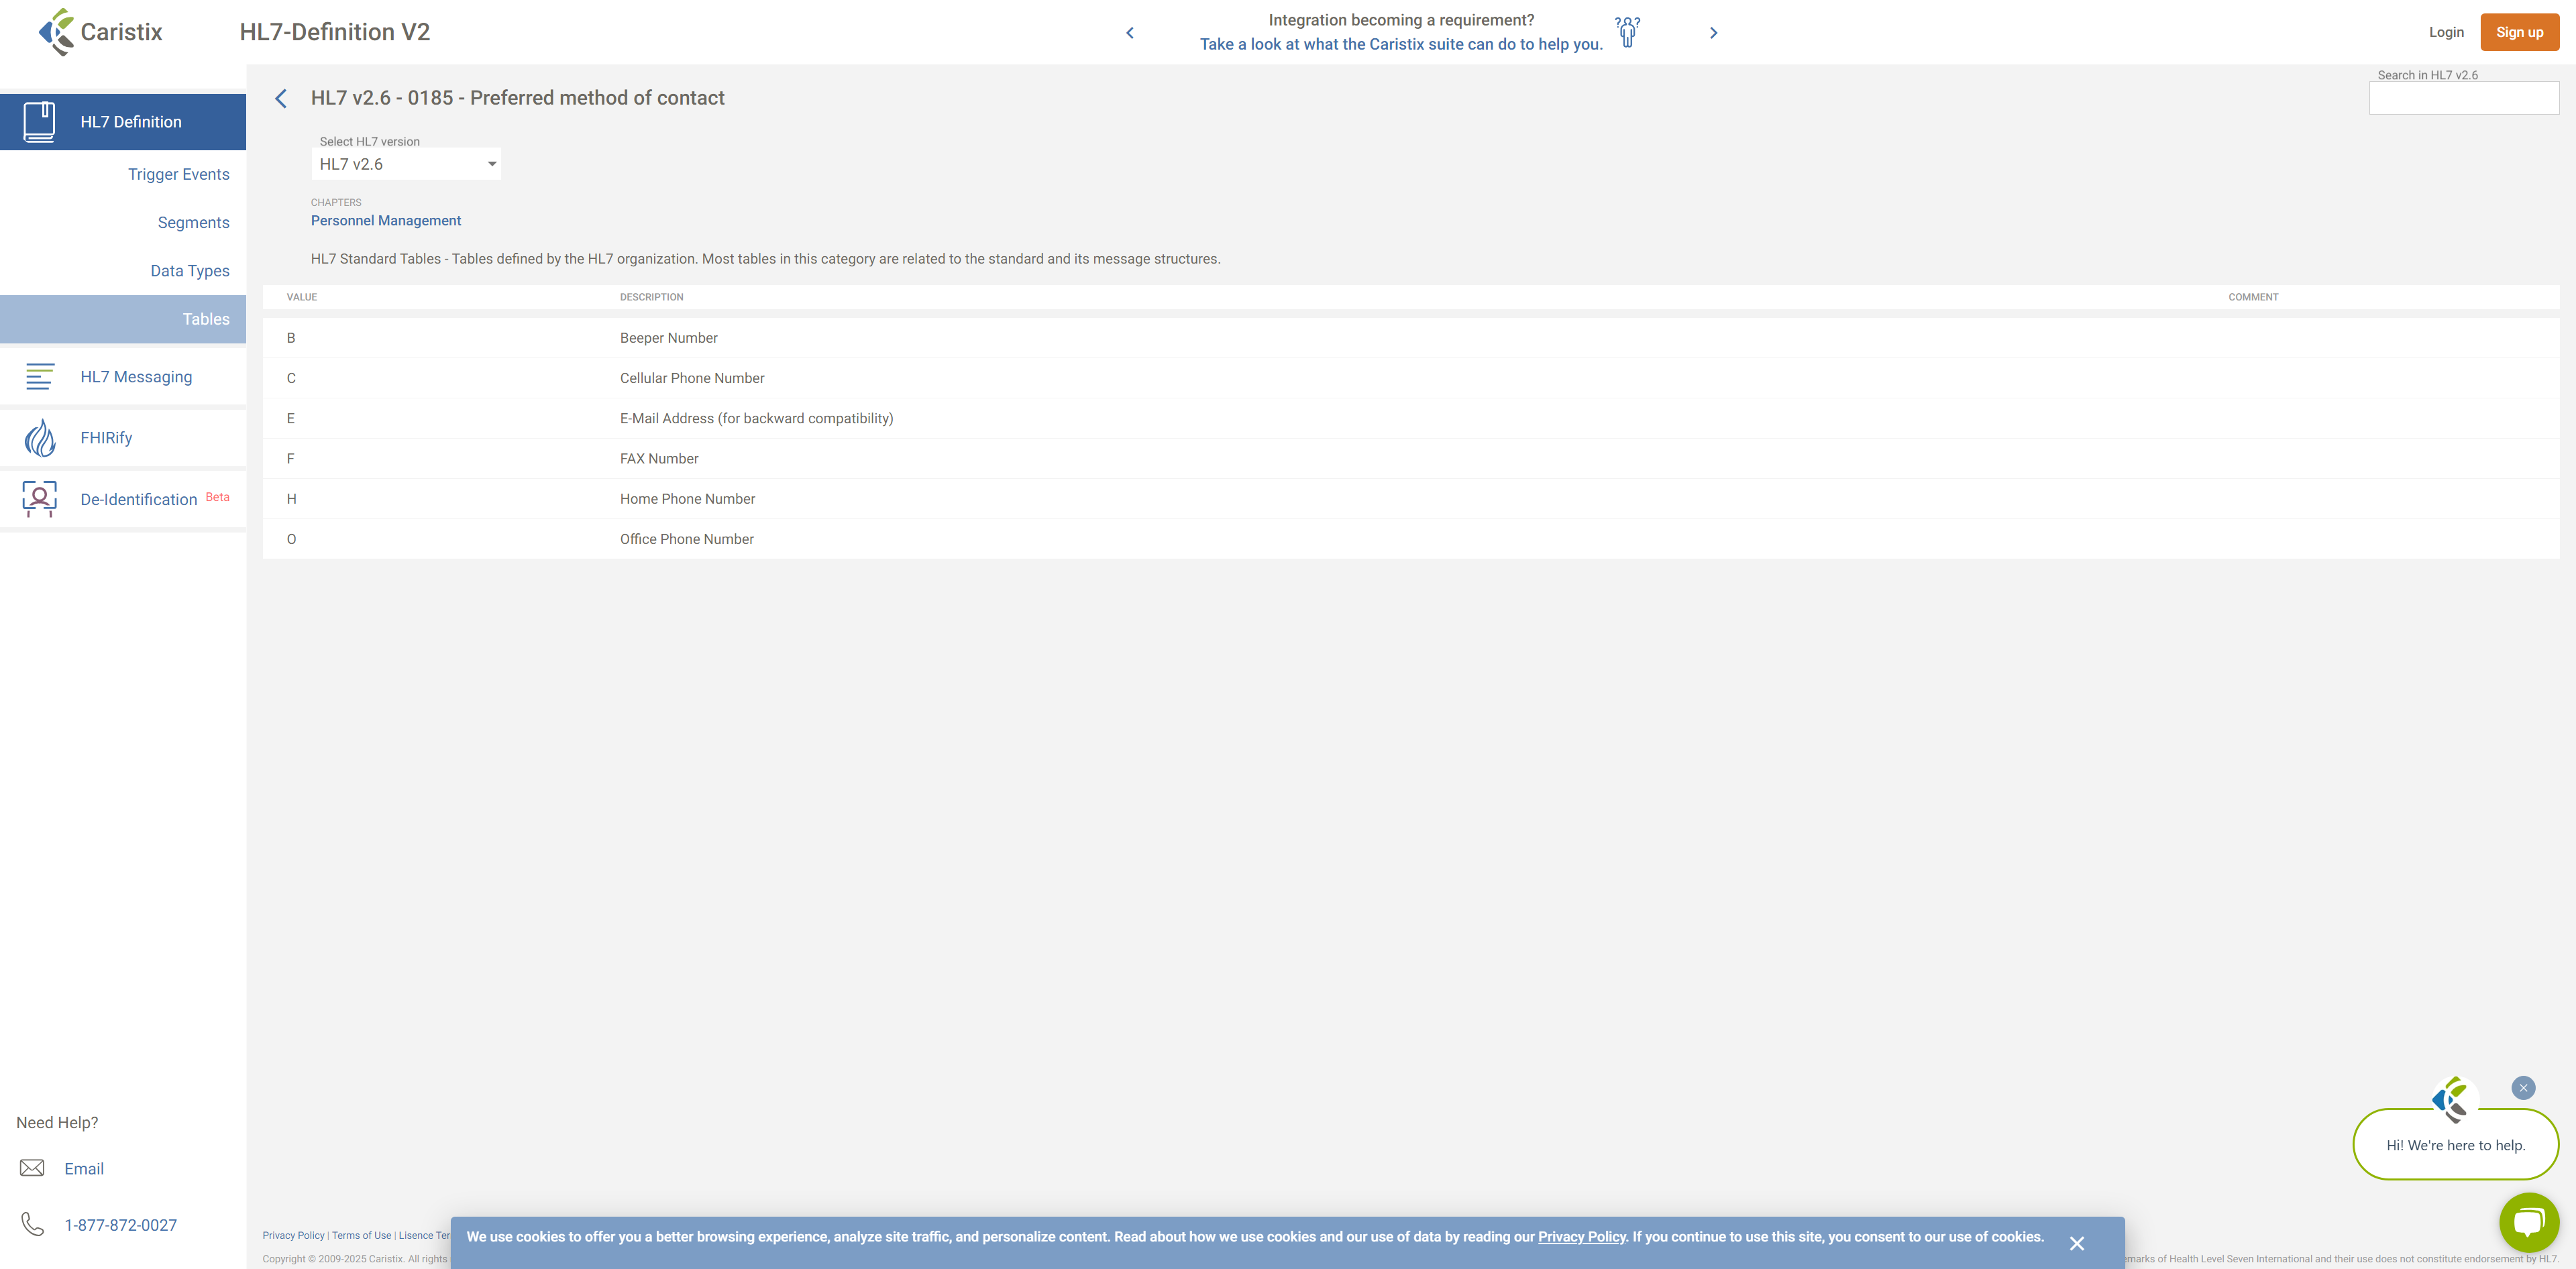 Caristix
HL7-Definition V2
Integration becoming a requirement?
Take a look at what the Caristix suite can do to help you.
Login
Sign up
HL7 Definition
Trigger Events
Segments
Data Types
Tables
HL7 Messaging
FHIRify
De-Identification Beta
Need Help?
Email
1-877-872-0027
HL7 v2.6 - 0185 - Preferred method of contact
Search in HL7 v2.6
Select HL7 version
HL7 v2.6
CHAPTERS
Personnel Management
HL7 Standard Tables - Tables defined by the HL7 organization. Most tables in this category are related to the standard and its message structures.
VALUE DESCRIPTION COMMENT
B Beeper Number
C Cellular Phone Number
E E-Mail Address (for backward compatibility)
F FAX Number
H Home Phone Number
O Office Phone Number
Hi! We're here to help.
Privacy Policy | Terms of Use | Lisence Ter
We use cookies to offer you a better browsing experience, analyze site traffic, and personalize content. Read about how we use cookies and our use of data by reading our Privacy Policy. If you continue to use this site, you consent to our use of cookies.
Copyright © 2009-2025 Caristix. All rights
emarks of Health Level Seven International and their use does not constitute endorsement by HL7.